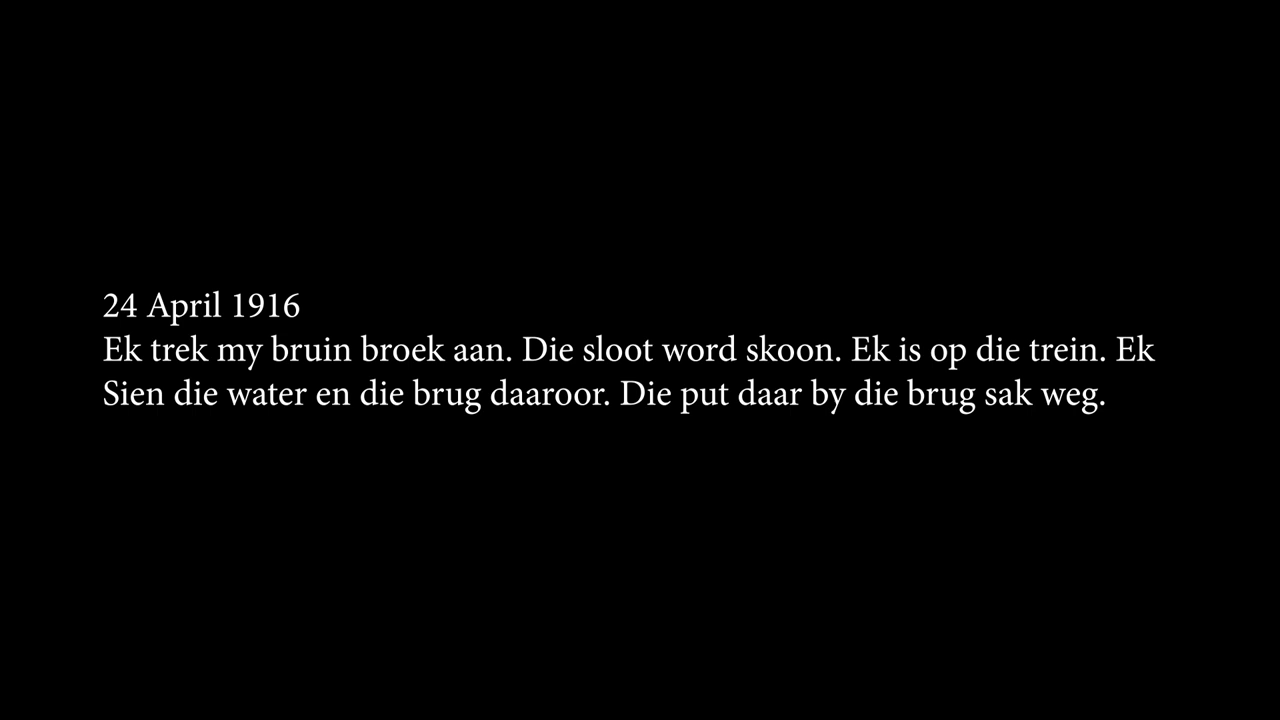 24 April 1916
Ek trek my bruin broek aan. Die sloot word skoon. Ek is op die trein. Ek
Sien die water en die brug daaroor. Die put daar by die brug sak weg.